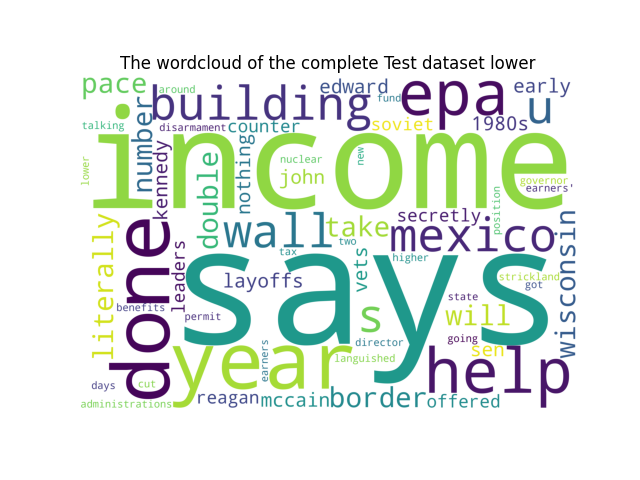 The wordcloud of the complete Test dataset lower
pace
around
edward
epa
early
building
fund
u
talking
disarmament
counter
soviet
1980s
income
number
kennedy
nothing
double
new
lower
nuclear
john
governor
earners'
position
done
literally
leaders
wall
take
secretly
mexico
two
tax
higher
wisconsin
says
layoffs
vets
strickland
got
benefits
permit
s
state
will
going
director
sen
year
earners
languished
help
days
cut
administrations
reagan
mccain
border
offered